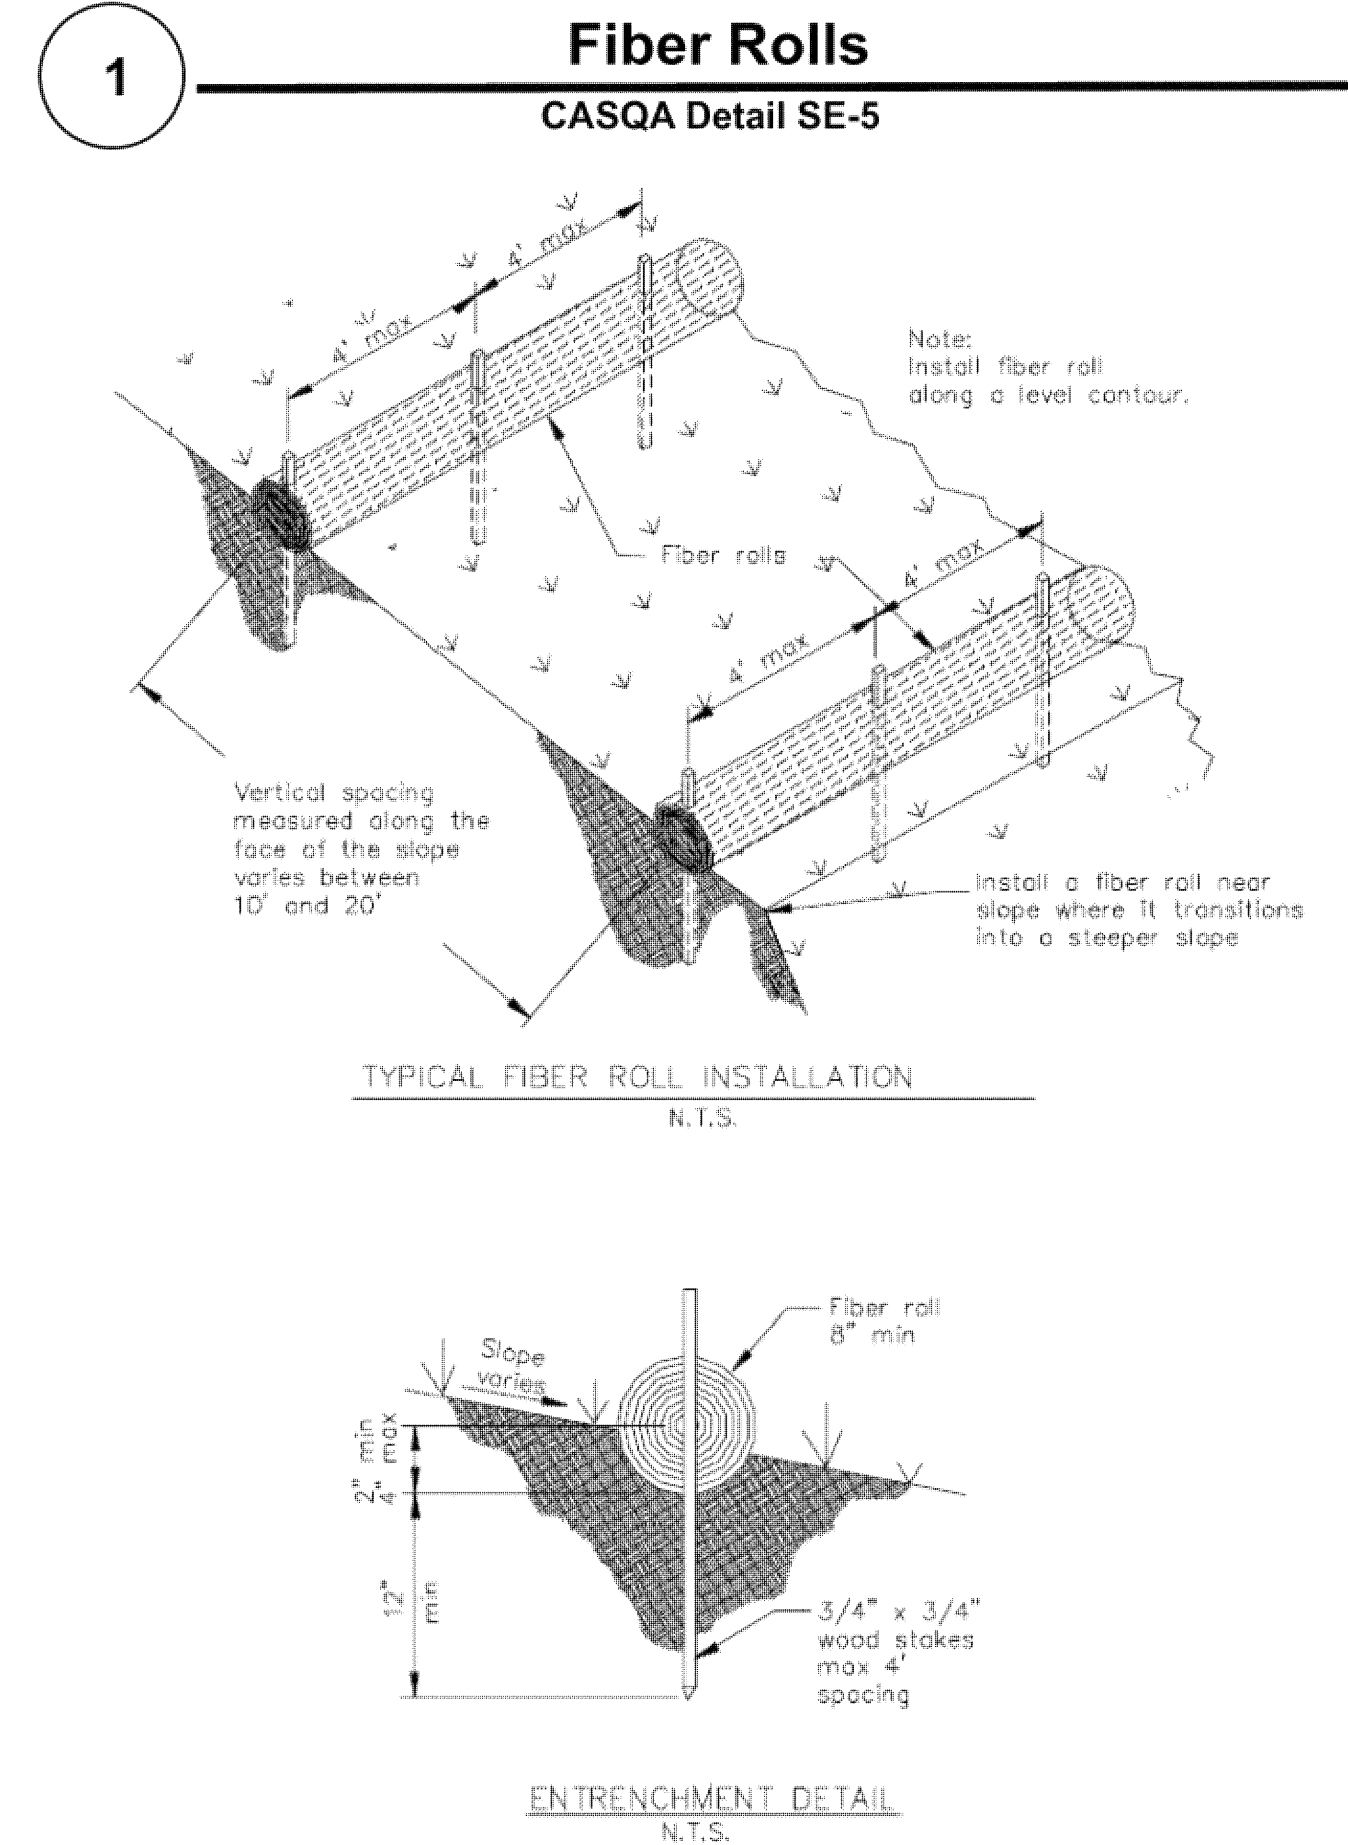 1
Fiber Rolls
CASQA Detail SE-5
4' max
4' max
Note:
Install fiber roll
along a level contour.
Fiber rolls
4' max
4' max
Vertical spacing
measured along the
face of the slope
varies between
10' and 20'
Install a fiber roll near
slope where it transitions
into a steeper slope
TYPICAL FIBER ROLL INSTALLATION
N.T.S.
Fiber roll
8" min
Slope
varies
2" min
4" max
12"
min
3/4" x 3/4"
wood stakes
max 4'
spacing
ENTRENCHMENT DETAIL
N.T.S.